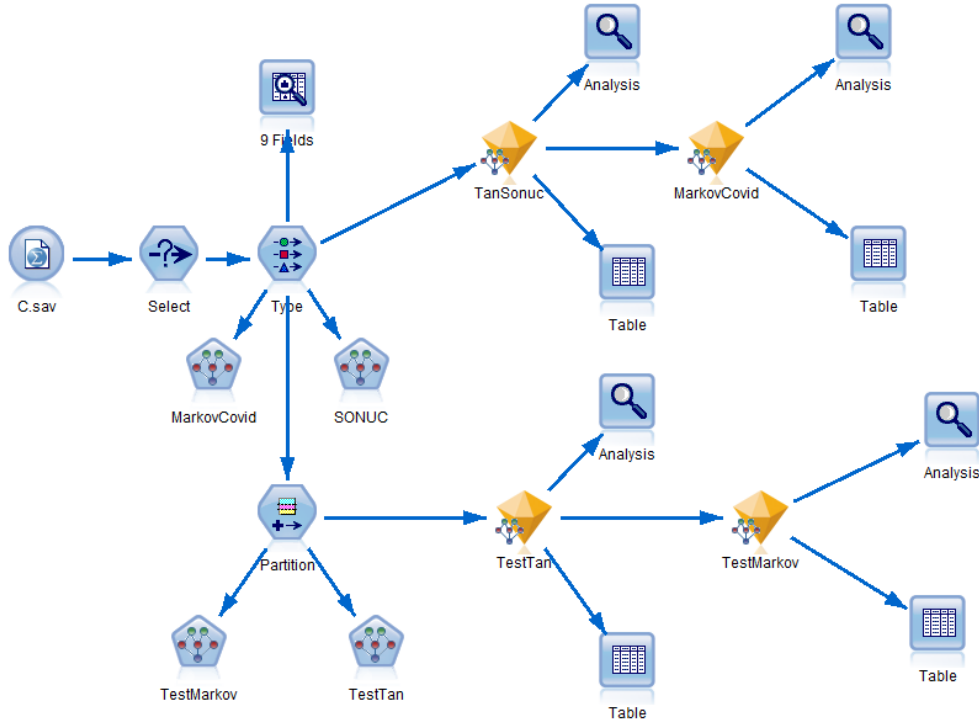 Analysis
Analysis
9 Fields
TanSonuc
MarkovCovid
C.sav
Select
Type
Table
Table
MarkovCovid
SONUC
Analysis
Analysis
Partition
TestTan
TestMarkov
TestMarkov
TestTan
Table
Table